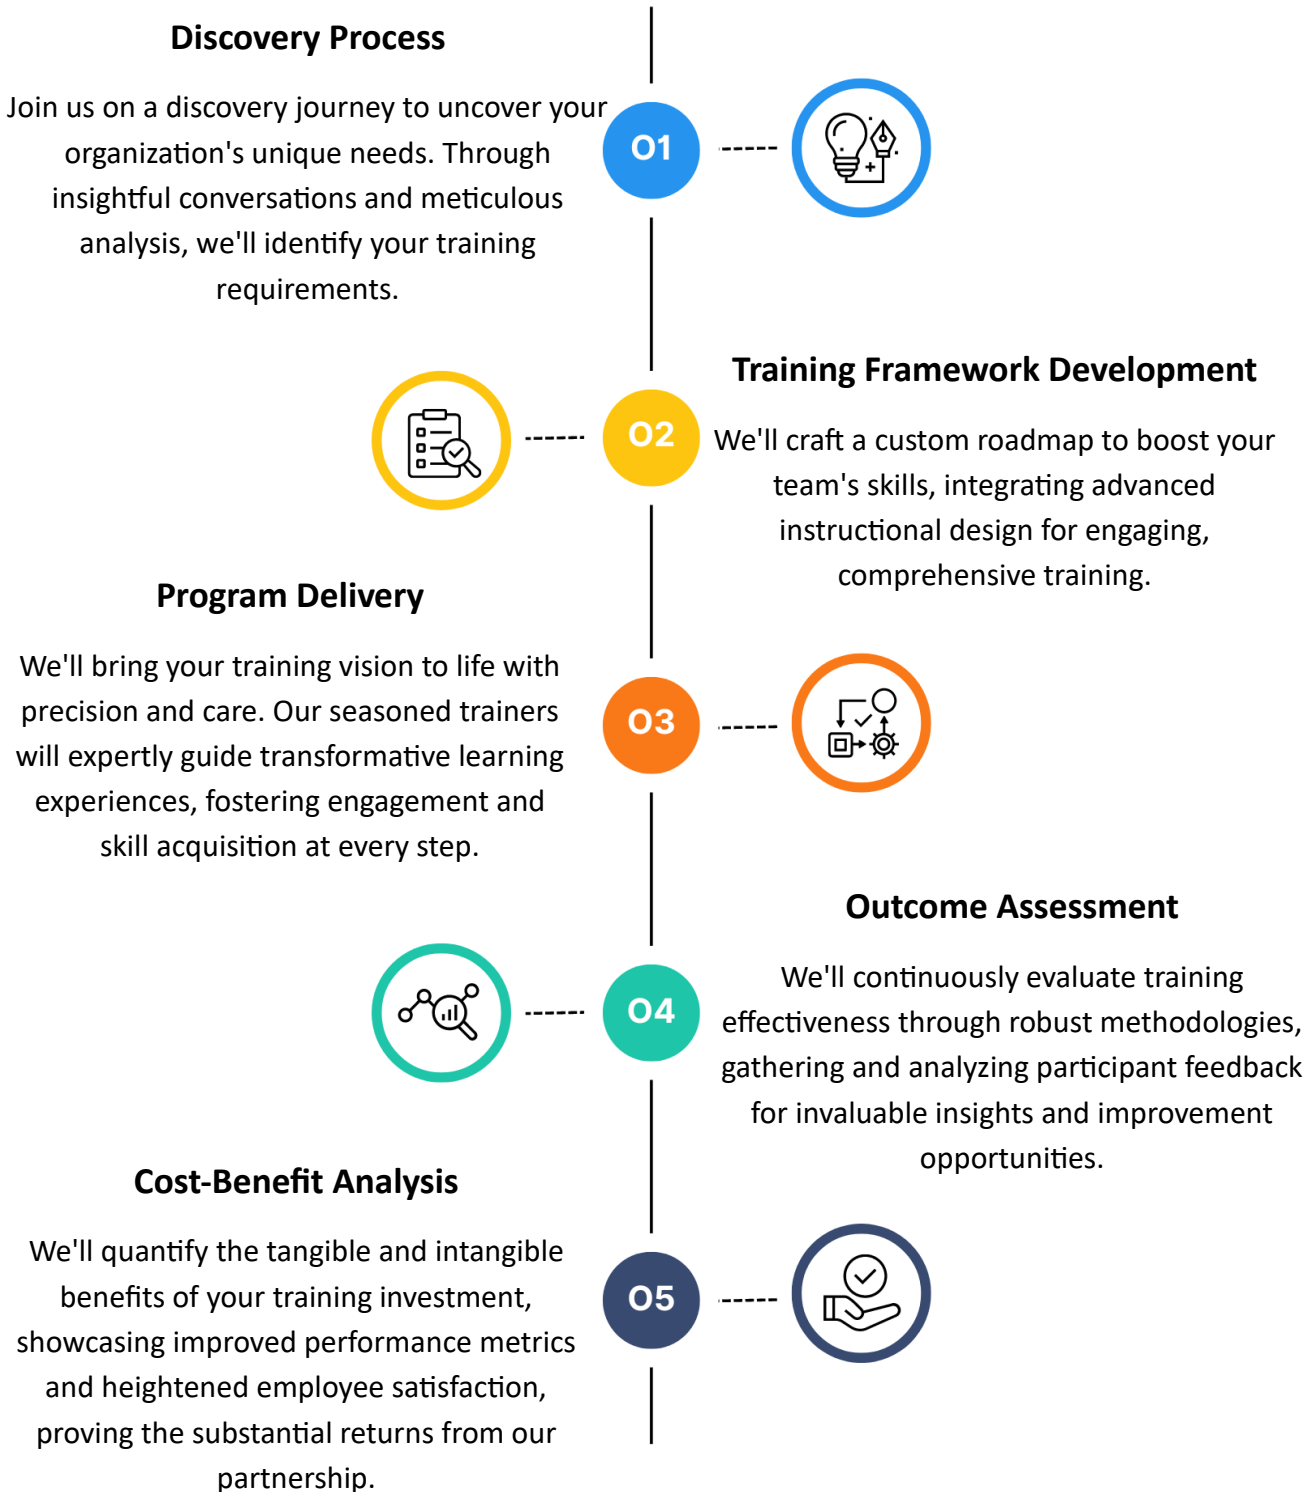 Discovery Process
Join us on a discovery journey to uncover your
organization's unique needs. Through
insightful conversations and meticulous
analysis, we'll identify your training
requirements.
01
Training Framework Development
02
We'll craft a custom roadmap to boost your
team's skills, integrating advanced
instructional design for engaging,
comprehensive training.
Program Delivery
We'll bring your training vision to life with
precision and care. Our seasoned trainers
will expertly guide transformative learning
experiences, fostering engagement and
skill acquisition at every step.
03
Outcome Assessment
04
We'll continuously evaluate training
effectiveness through robust methodologies,
gathering and analyzing participant feedback
for invaluable insights and improvement
opportunities.
Cost-Benefit Analysis
We'll quantify the tangible and intangible
benefits of your training investment,
showcasing improved performance metrics
and heightened employee satisfaction,
proving the substantial returns from our
partnership.
05